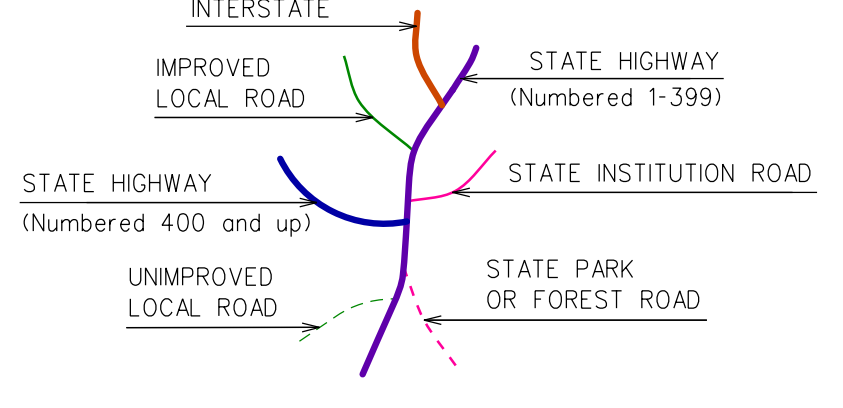 INTERSTATE
STATE HIGHWAY
(Numbered 1-399)
IMPROVED
LOCAL ROAD
STATE INSTITUTION ROAD
STATE HIGHWAY
(Numbered 400 and up)
STATE PARK
OR FOREST ROAD
UNIMPROVED
LOCAL ROAD